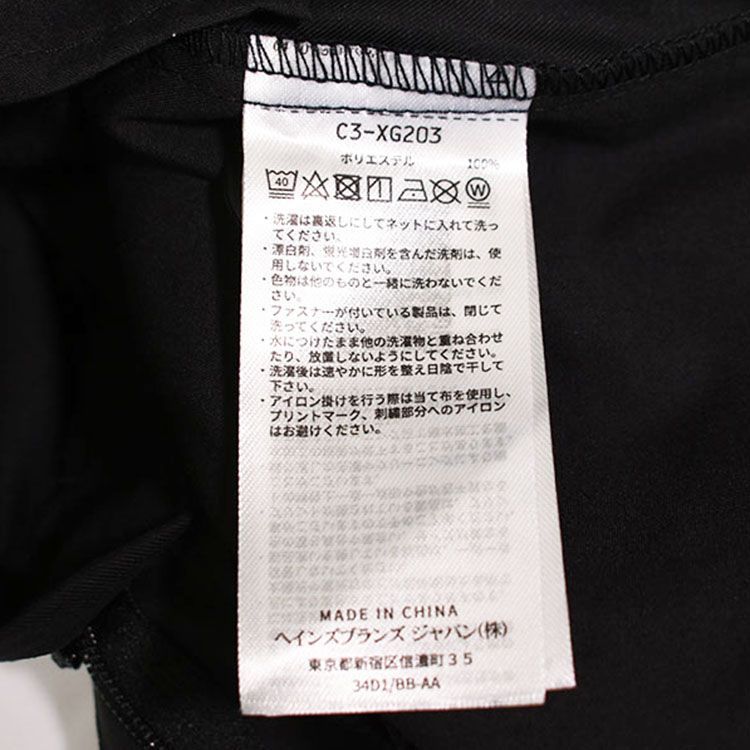 C3-XG203
ポリエステル 100%
40
W
・洗濯は裏返しにしてネットに入れて洗っ
てください。
・漂白剤、蛍光増白剤を含んだ洗剤は、使
用しないでください。
・色物は他のものと一緒に洗わないでくだ
さい。
・ファスナーが付いている製品は、閉じて
洗ってください。
・水につけたまま他の洗濯物と重ね合わせ
たり、放置しないようにしてください。
・洗濯後は速やかに形を整え日陰で干して
下さい。
・アイロン掛けを行う際は当て布を使用し、
プリントマーク、刺繍部分へのアイロン
はお避けください。
MADE IN CHINA
ヘインズブランズ ジャパン(株)
東京都新宿区信濃町35
34D1/BB-AA